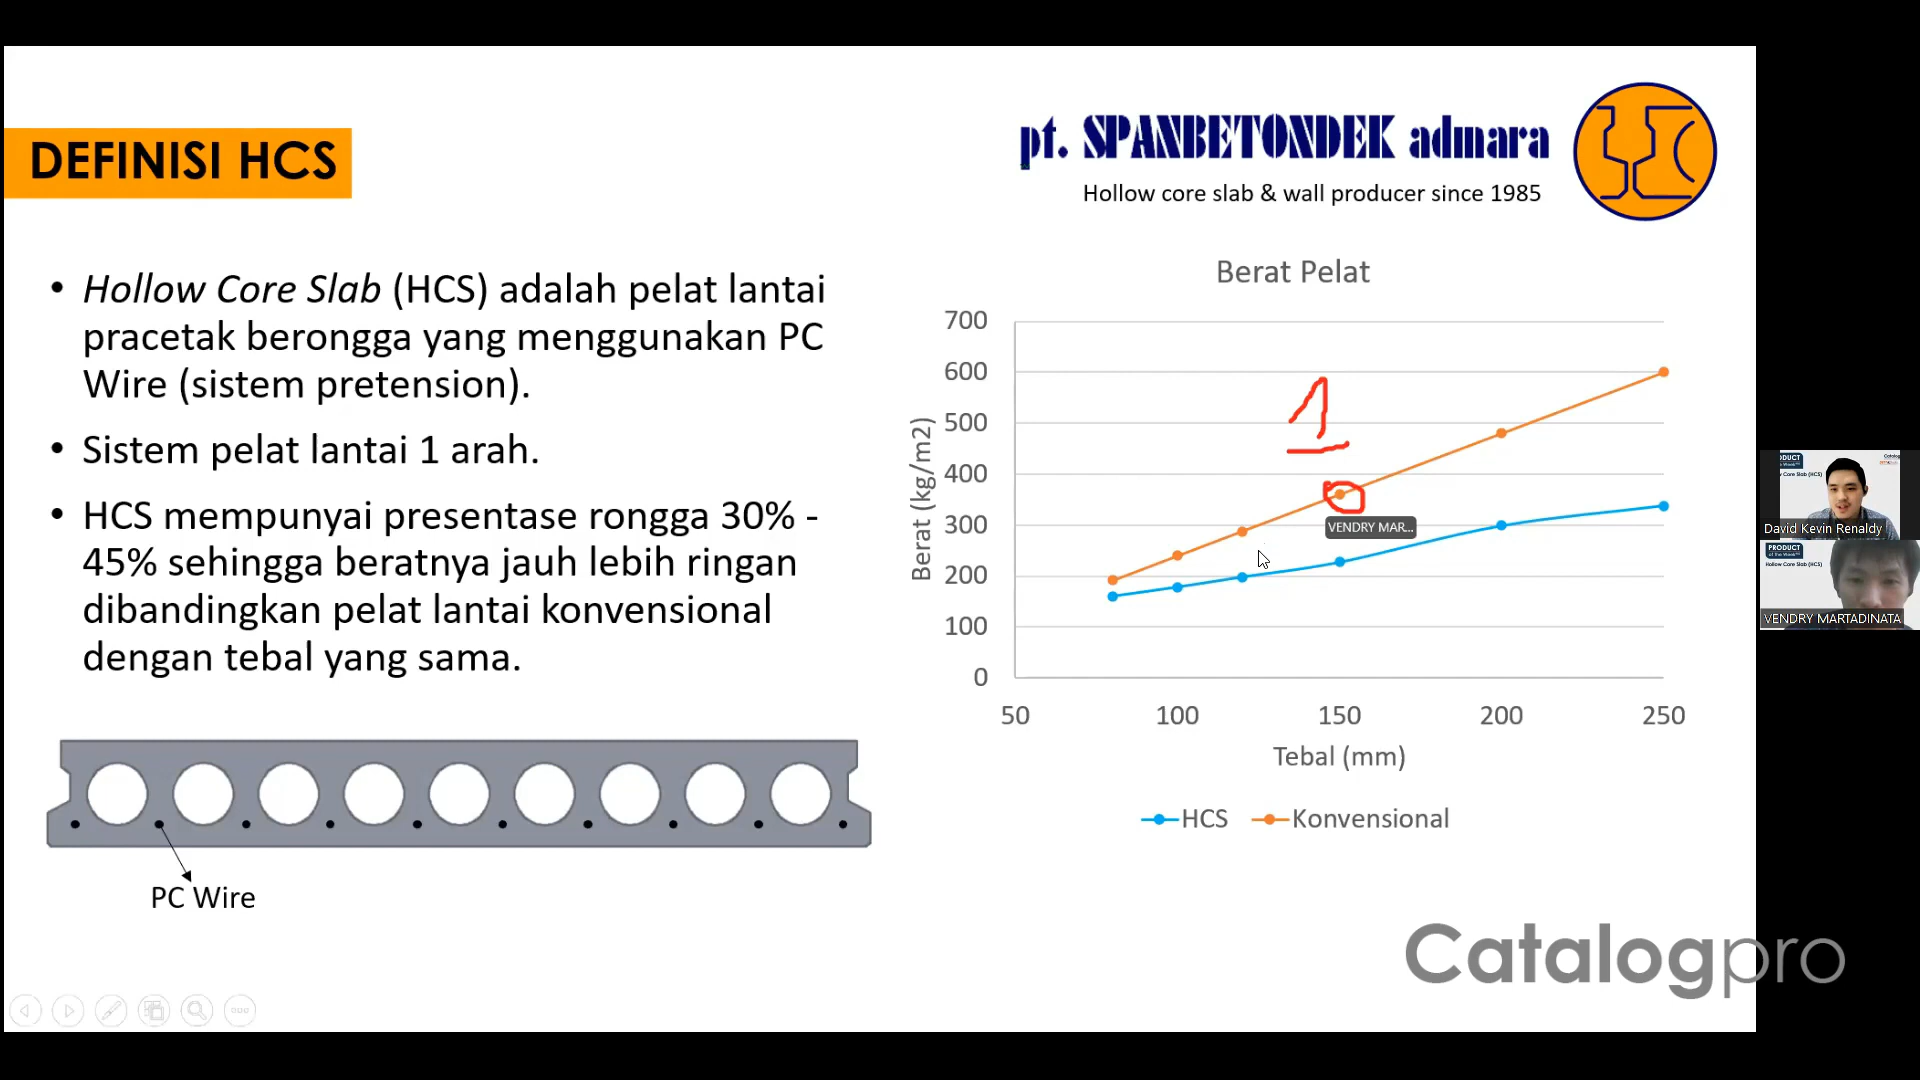 DEFINISI HCS
pt. SPANBETONDEK admara
Hollow core slab & wall producer since 1985
• Hollow Core Slab (HCS) adalah pelat lantai
pracetak berongga yang menggunakan PC
Wire (sistem pretension).
• Sistem pelat lantai 1 arah.
• HCS mempunyai presentase rongga 30% -
45% sehingga beratnya jauh lebih ringan
dibandingkan pelat lantai konvensional
dengan tebal yang sama.
PC Wire
Berat Pelat
Berat (kg/m2)
700
600
500
400
300
200
100
0
1
VENDRY MAR...
50 100 150 200 250
Tebal (mm)
HCS Konvensional
David Kevin Renaldy
PRODUCT
VENDRY MARTADINATA
Catalogpro